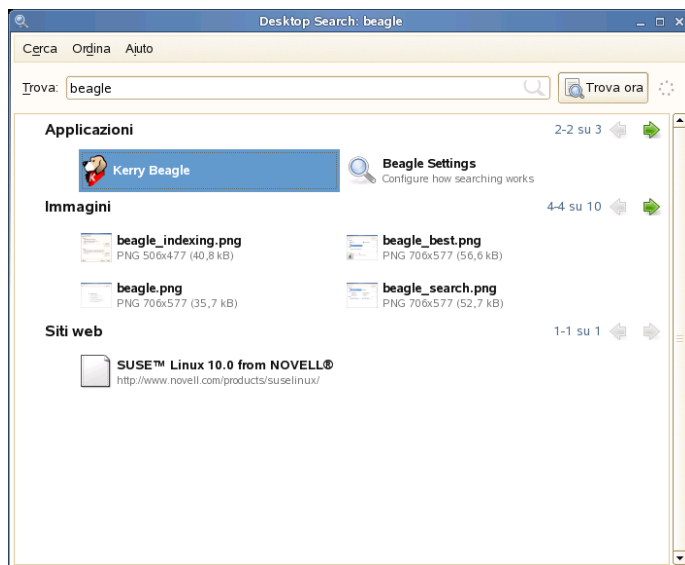 Desktop Search: beagle
Cerca Ordina Aiuto
Trova: beagle Trova ora
Applicazioni 2-2 su 3
Kerry Beagle
Beagle Settings
Configure how searching works
Immagini 4-4 su 10
beagle_indexing.png
PNG 506x477 (40,8 kB)
beagle_best.png
PNG 706x577 (56,6 kB)
beagle.png
PNG 706x577 (35,7 kB)
beagle_search.png
PNG 706x577 (52,7 kB)
Siti web 1-1 su 1
SUSE™ Linux 10.0 from NOVELL®
http://www.novell.com/products/suselinux/